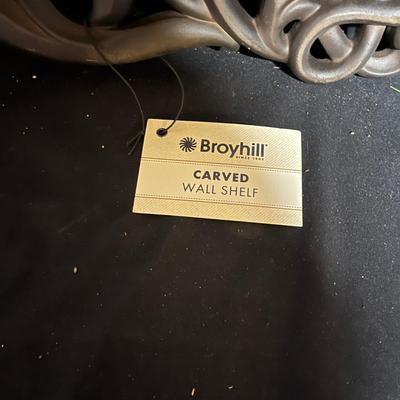 Broyhill®
SINCE 1905
CARVED
WALL SHELF